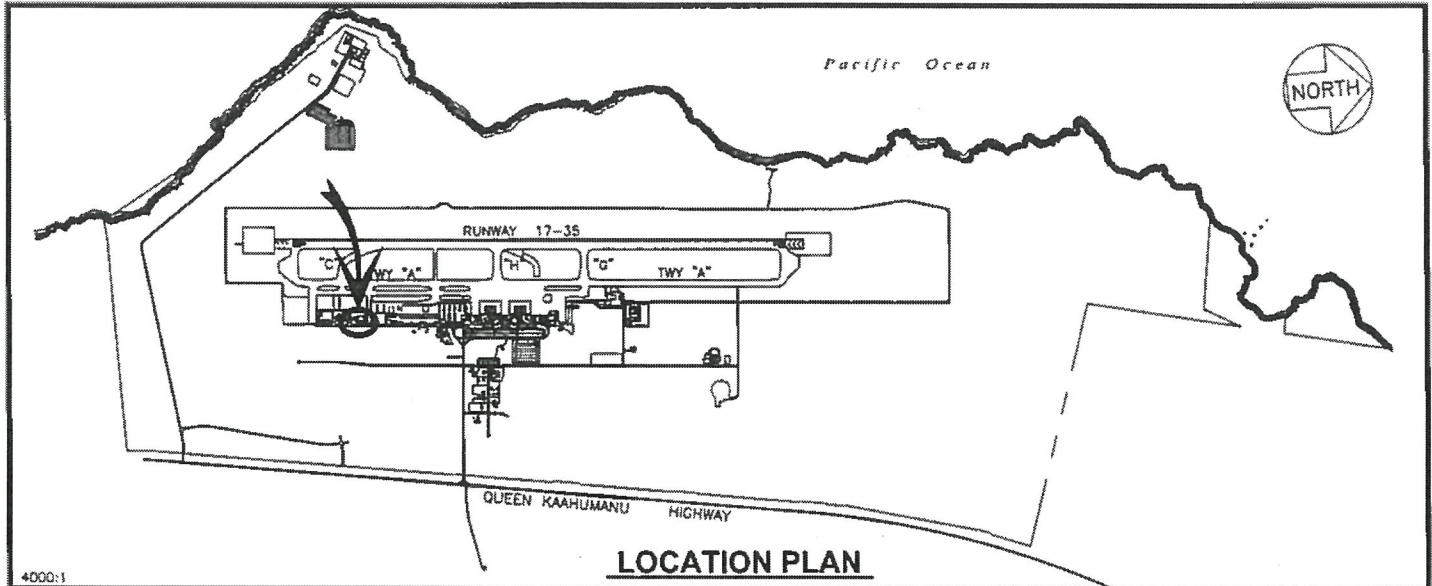 Pacific Ocean
NORTH
RUNWAY 17-35
"C" "H" "G"
WY "A" TWY "A"
QUEEN KAAHUMANU HIGHWAY
LOCATION PLAN
4000:1